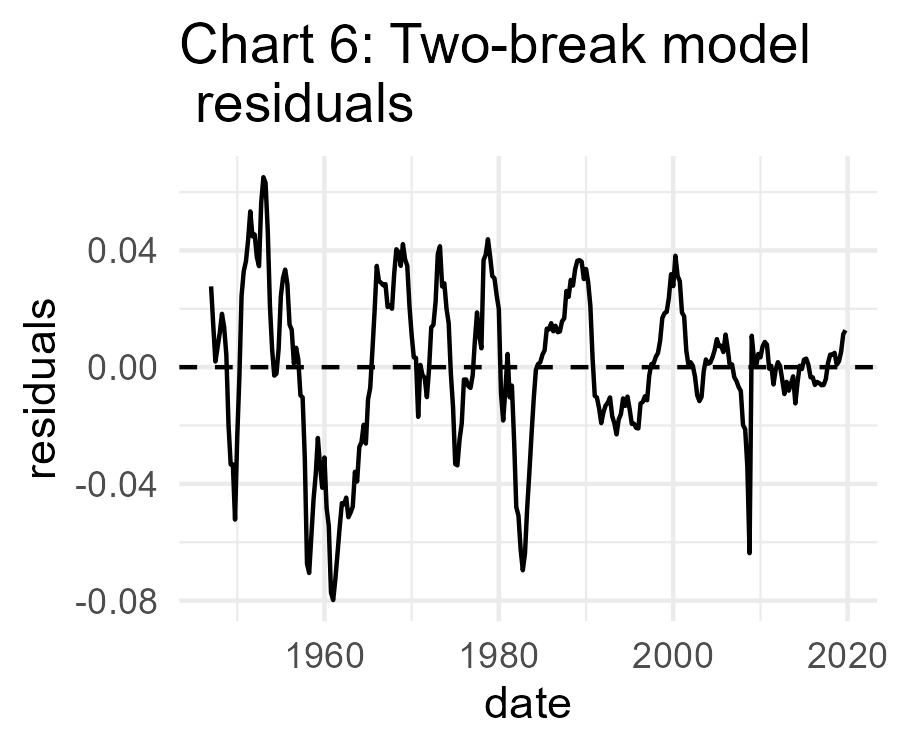 Chart 6: Two-break model
residuals
0.04
0.00
-0.04
-0.08
residuals
1960 1980 2000 2020
date